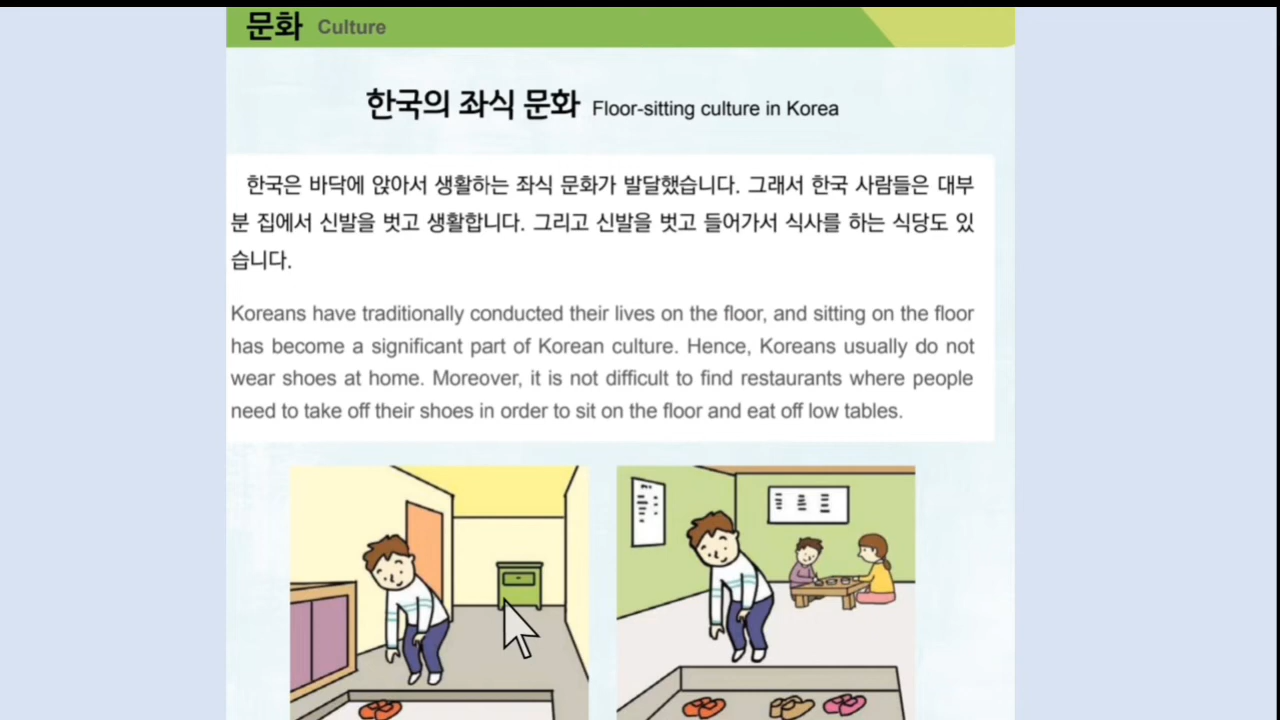 문화 Culture
한국의 좌식 문화 Floor-sitting culture in Korea
한국은 바닥에 앉아서 생활하는 좌식 문화가 발달했습니다. 그래서 한국 사람들은 대부
분 집에서 신발을 벗고 생활합니다. 그리고 신발을 벗고 들어가서 식사를 하는 식당도 있
습니다.
Koreans have traditionally conducted their lives on the floor, and sitting on the floor
has become a significant part of Korean culture. Hence, Koreans usually do not
wear shoes at home. Moreover, it is not difficult to find restaurants where people
need to take off their shoes in order to sit on the floor and eat off low tables.